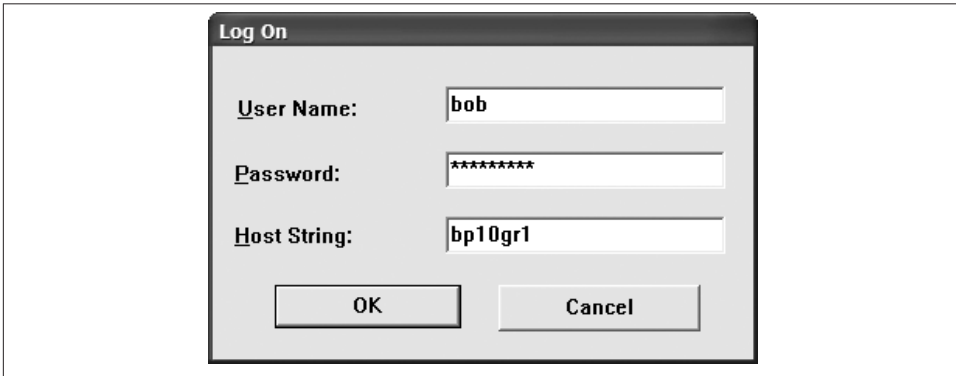 Log On
User Name: bob
Password: *********
Host String: bp10gr1
OK Cancel